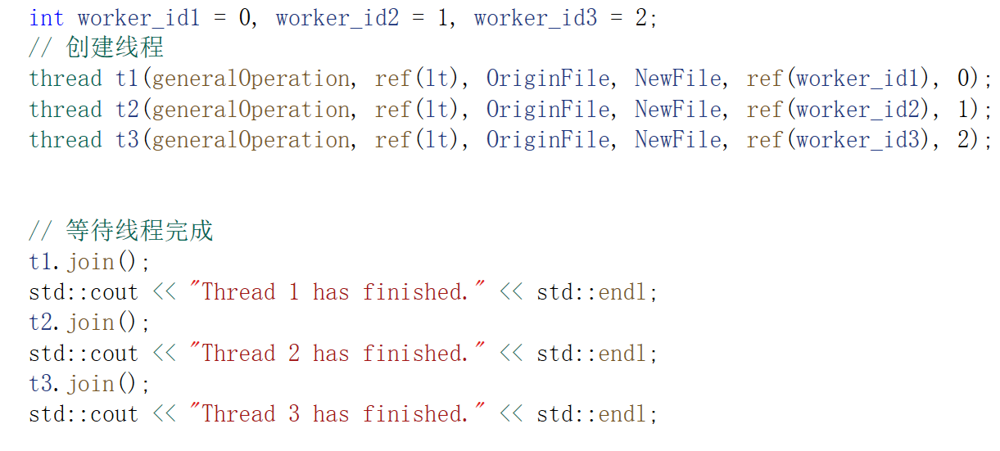 int worker_id1 = 0, worker_id2 = 1, worker_id3 = 2;
// 创建线程
thread t1(generalOperation, ref(lt), OriginFile, NewFile, ref(worker_id1), 0);
thread t2(generalOperation, ref(lt), OriginFile, NewFile, ref(worker_id2), 1);
thread t3(generalOperation, ref(lt), OriginFile, NewFile, ref(worker_id3), 2);
// 等待线程完成
t1.join();
std::cout << "Thread 1 has finished." << std::endl;
t2.join();
std::cout << "Thread 2 has finished." << std::endl;
t3.join();
std::cout << "Thread 3 has finished." << std::endl;